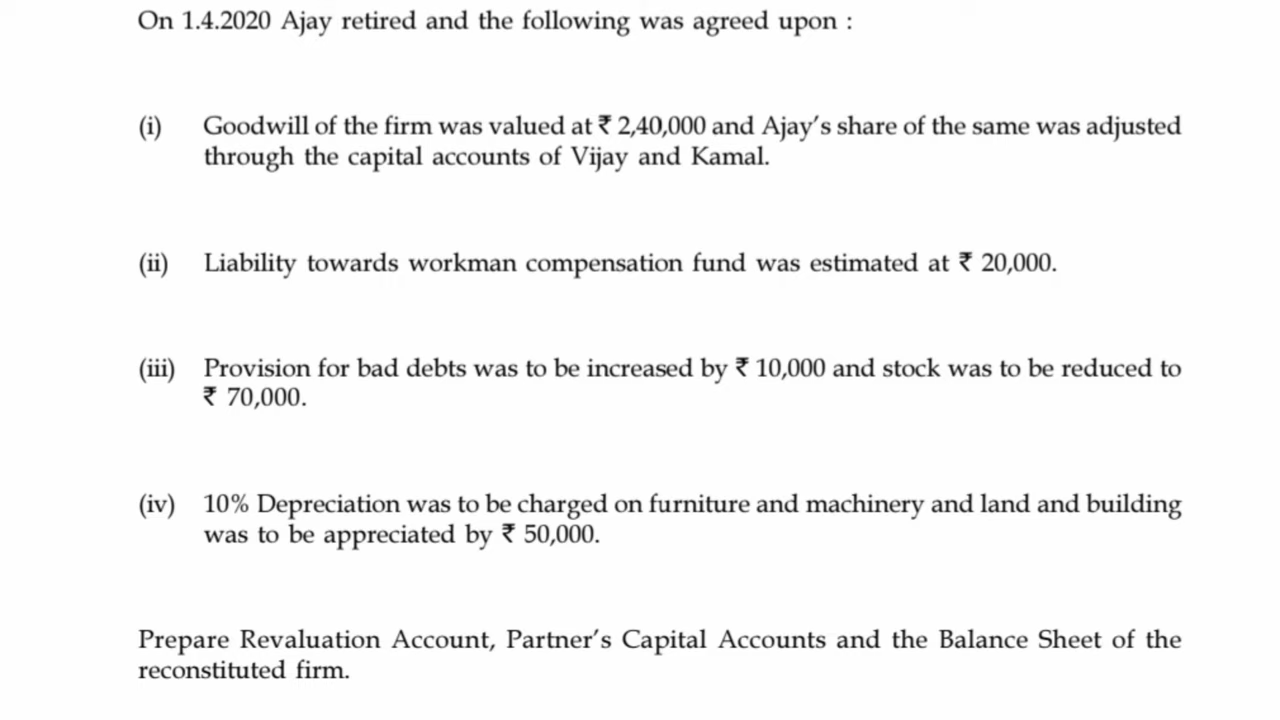 On 1.4.2020 Ajay retired and the following was agreed upon :
(i) Goodwill of the firm was valued at ₹ 2,40,000 and Ajay's share of the same was adjusted
through the capital accounts of Vijay and Kamal.
(ii) Liability towards workman compensation fund was estimated at ₹ 20,000.
(iii) Provision for bad debts was to be increased by ₹ 10,000 and stock was to be reduced to
₹ 70,000.
(iv) 10% Depreciation was to be charged on furniture and machinery and land and building
was to be appreciated by ₹ 50,000.
Prepare Revaluation Account, Partner's Capital Accounts and the Balance Sheet of the
reconstituted firm.